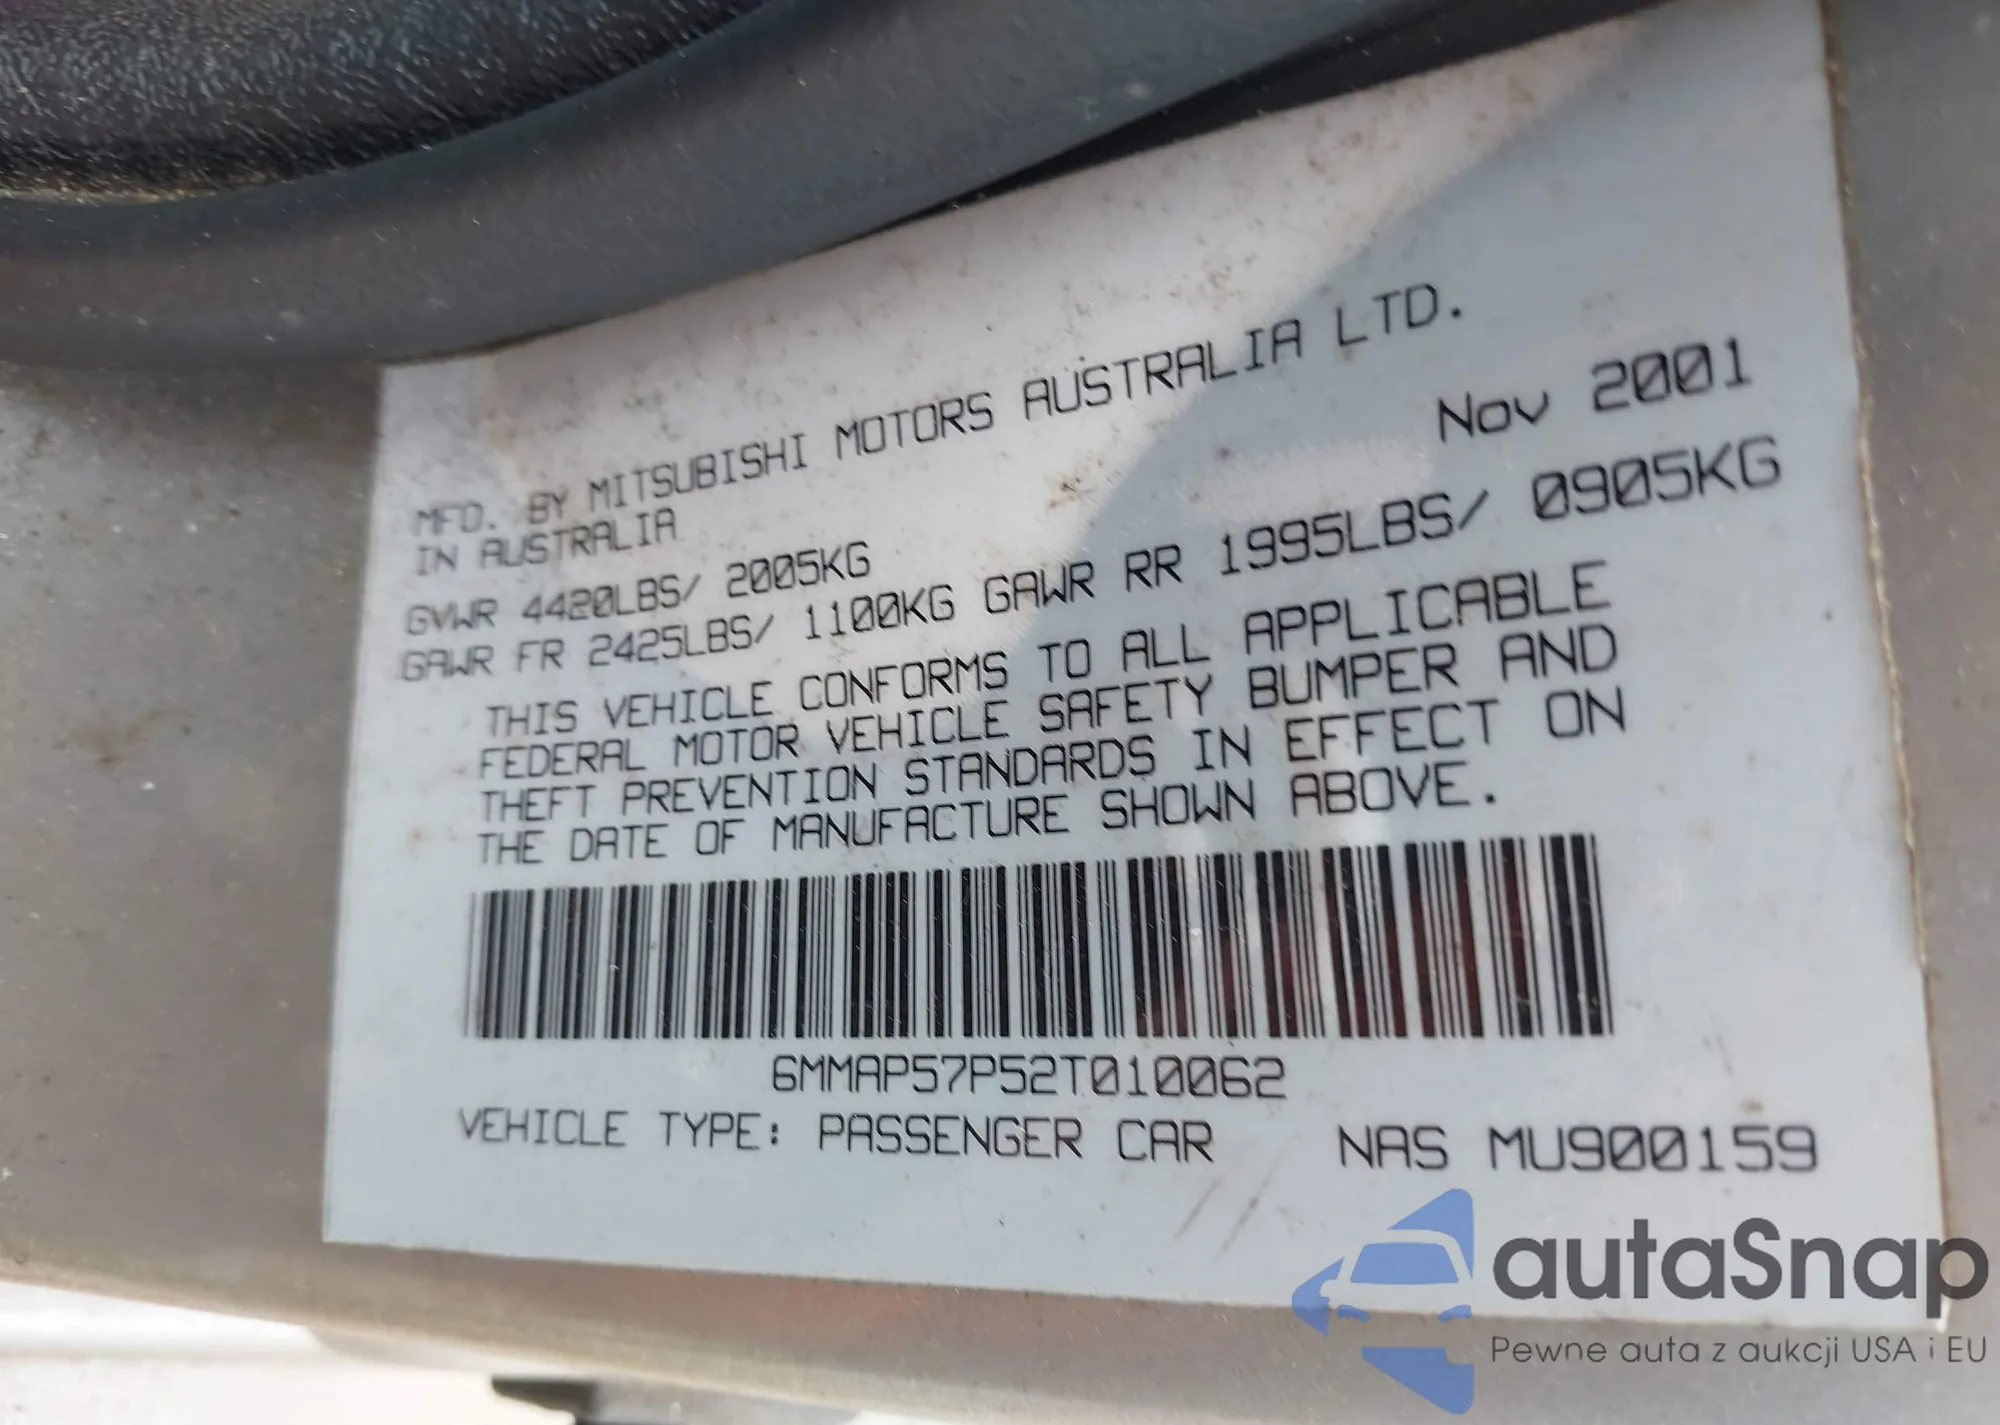 MFD. BY MITSUBISHI MOTORS AUSTRALIA LTD.
IN AUSTRALIA
Nov 2001
GVWR 4420LBS/ 2005KG
GAWR FR 2425LBS/ 1100KG GAWR RR 1995LBS/ 0905KG
THIS VEHICLE CONFORMS TO ALL APPLICABLE
FEDERAL MOTOR VEHICLE SAFETY BUMPER AND
THEFT PREVENTION STANDARDS IN EFFECT ON
THE DATE OF MANUFACTURE SHOWN ABOVE.
6MMAP57P52T010062
VEHICLE TYPE: PASSENGER CAR NAS MU900159
autaSnap
Pewne auta z aukcji USA i EU